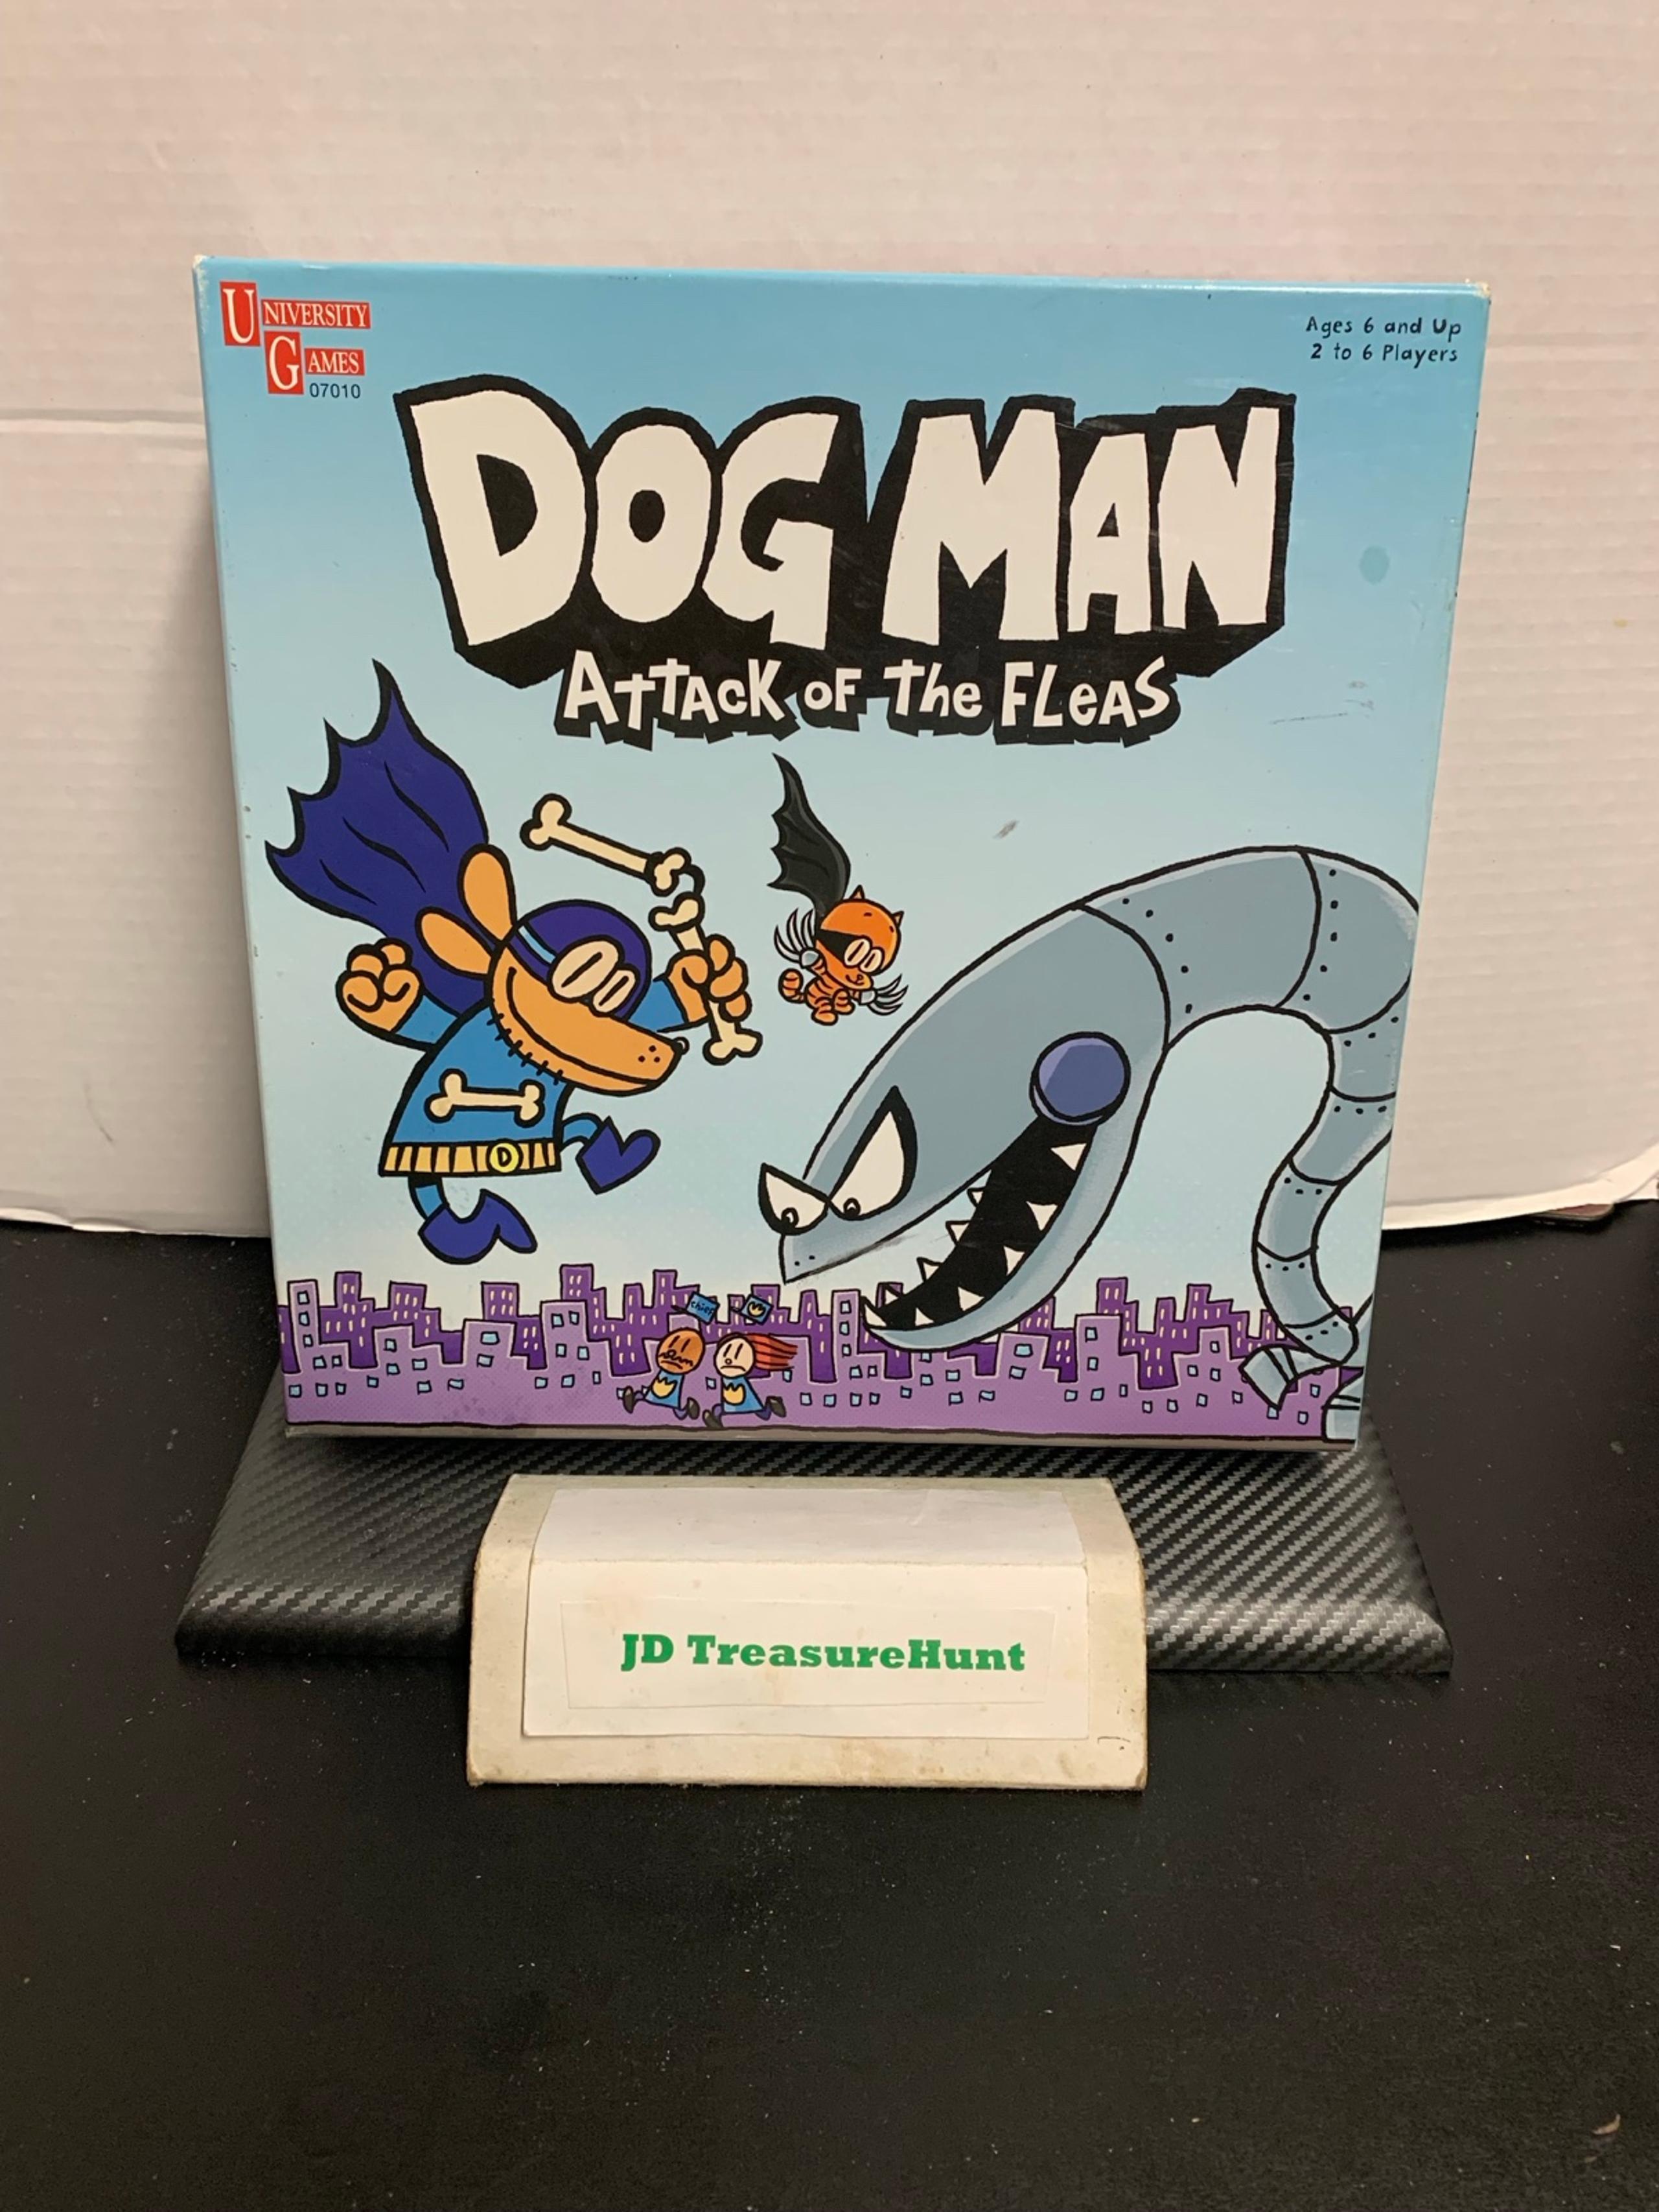 UNIVERSITY
GAMES
07010
Ages 6 and Up
2 to 6 Players
DOG MAN
ATTACK OF The FLeAS
D
chief
JD TreasureHunt